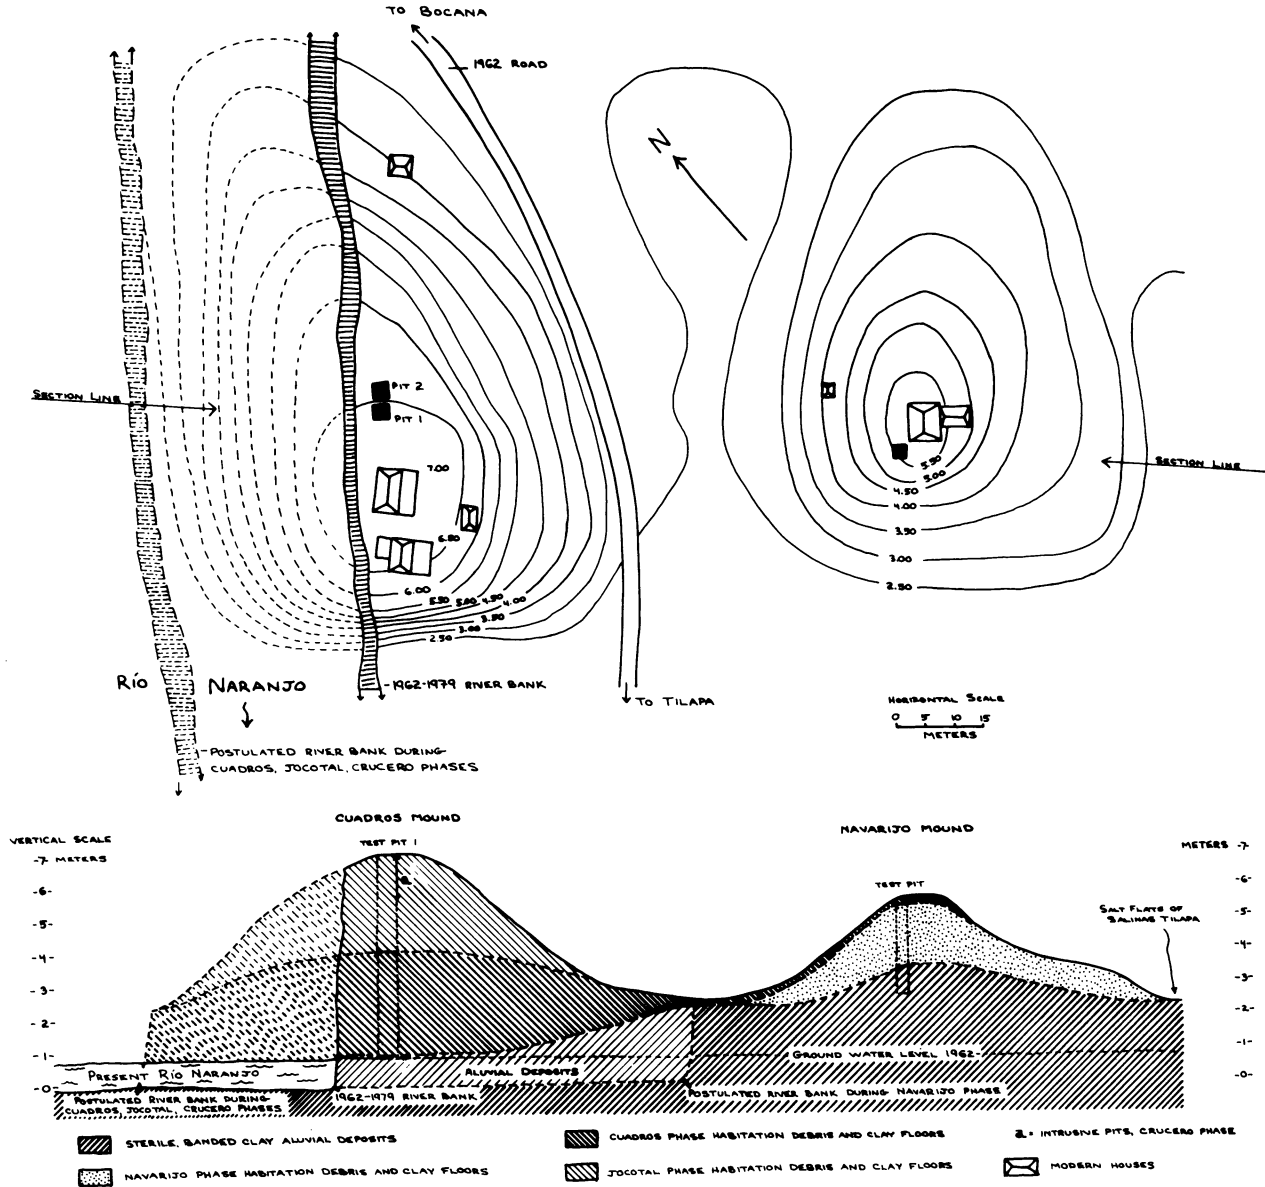 TO BOCANA
1962 ROAD
N
SECTION LINE
PIT 2
PIT 1
7.00
6.50
6.00
5.50 5.00 4.50 4.00
3.50
3.00
2.50
5.50
5.00
4.50
4.00
3.50
3.00
2.50
SECTION LINE
RÍO NARANJO
1962-1979 RIVER BANK
TO TILAPA
HORIZONTAL SCALE
0 5 10 15
METERS
POSTULATED RIVER BANK DURING
CUADROS, JOCOTAL, CRUCERO PHASES
CUADROS MOUND
NAVARIJO MOUND
VERTICAL SCALE
-7 METERS
-6-
-5-
-4-
-3-
-2-
-1-
-0-
TEST PIT 1
a
TEST PIT
METERS -7
-6-
-5-
-4-
-3-
-2-
-1-
-0-
SALT FLATS OF
SALINAS TILAPA
GROUND WATER LEVEL 1962
PRESENT RÍO NARANJO
ALUVIAL DEPOSITS
POSTULATED RIVER BANK DURING
CUADROS, JOCOTAL, CRUCERO PHASES
1962-1979 RIVER BANK
POSTULATED RIVER BANK DURING NAVARIJO PHASE
STERILE, BANDED CLAY ALUVIAL DEPOSITS
CUADROS PHASE HABITATION DEBRIS AND CLAY FLOORS
a = INTRUSIVE PITS, CRUCERO PHASE
NAVARIJO PHASE HABITATION DEBRIS AND CLAY FLOORS
JOCOTAL PHASE HABITATION DEBRIS AND CLAY FLOORS
MODERN HOUSES